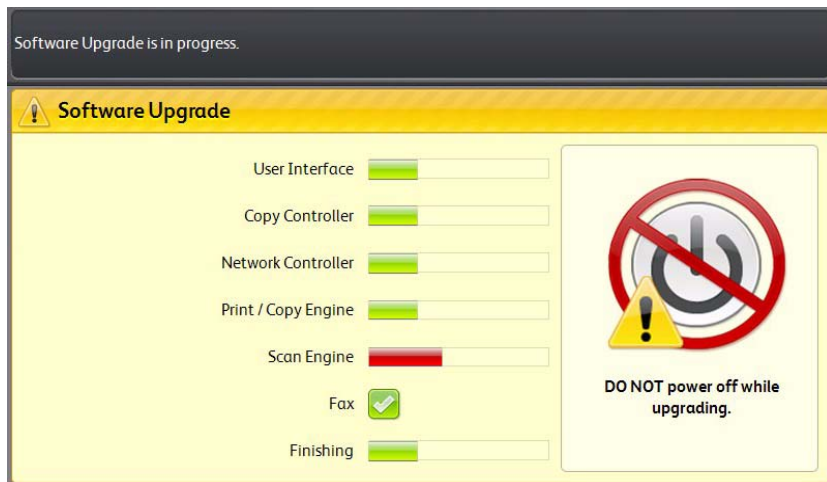 Software Upgrade is in progress.
Software Upgrade
User Interface
Copy Controller
Network Controller
Print / Copy Engine
Scan Engine
Fax
Finishing
DO NOT power off while
upgrading.